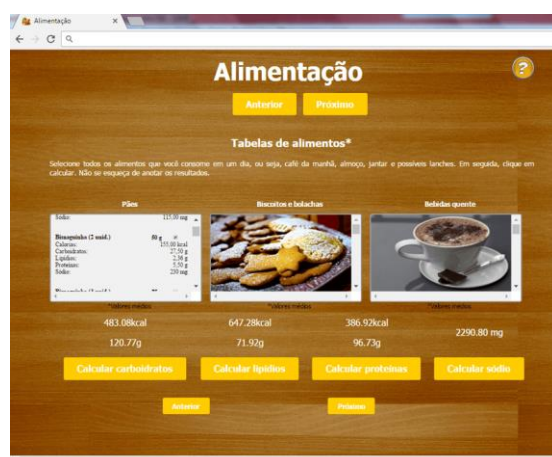 Alimentação
Alimentação
?
Anterior Próximo
Tabelas de alimentos*
Selecione todos os alimentos que você consome em um dia, ou seja, café da manhã, almoço, jantar e possíveis lanches. Em seguida, clique em
calcular. Não se esqueça de anotar os resultados.
Pães Biscoitos e bolachas Bebidas quente
Sódio: 115,00 mg
Bisnaguinha (2 unid.) 50 g
Calorias: 155,00 kcal
Carboidratos: 27,50 g
Lipídios:
Proteínas: 5,50 g
Sódio: 210 mg
*Valores médios *Valores médios *Valores médios
483.08kcal 647.28kcal 386.92kcal 2290.80 mg
120.77g 71.92g 96.73g
Calcular carboidratos Calcular lipídios Calcular proteínas Calcular sódio
Anterior Próximo